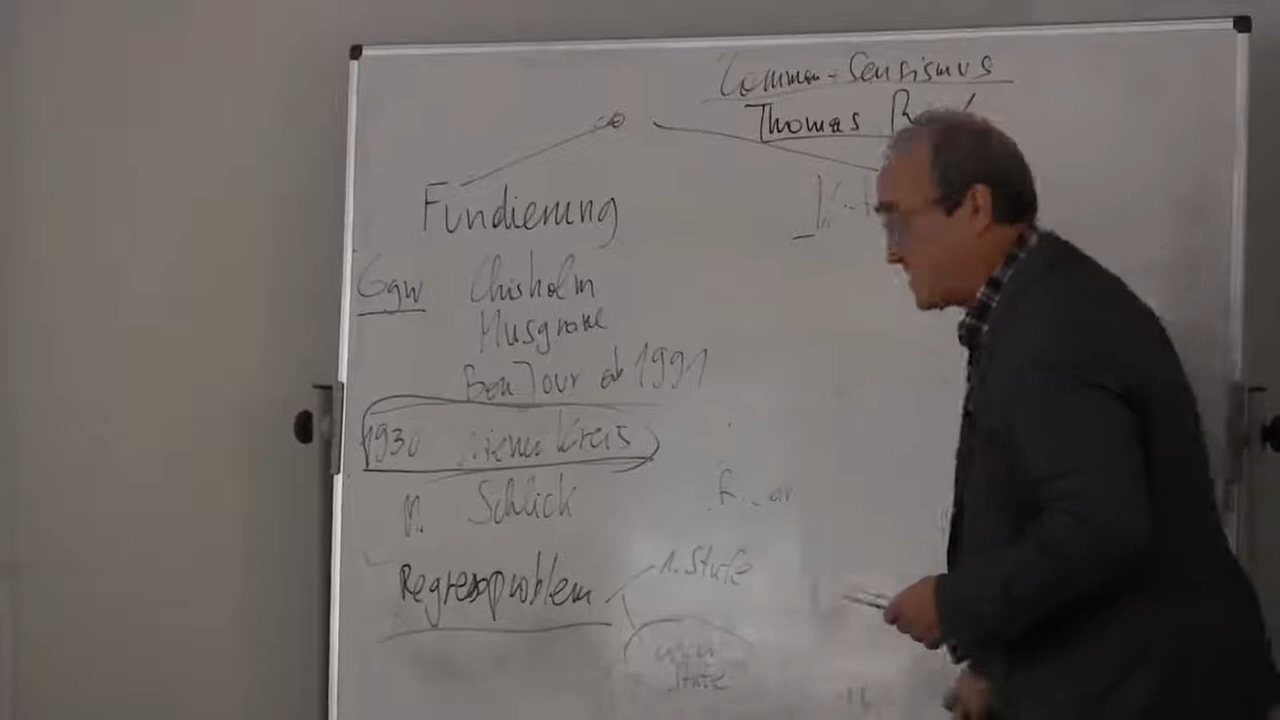 Common-Sensismus
Thomas
Fundierung
Ggw Chisholm
Musgrave
BonJour ab 1991
1930 Wiener Kreis
M. Schlick
Regressproblem
1. Stufe
Stufe